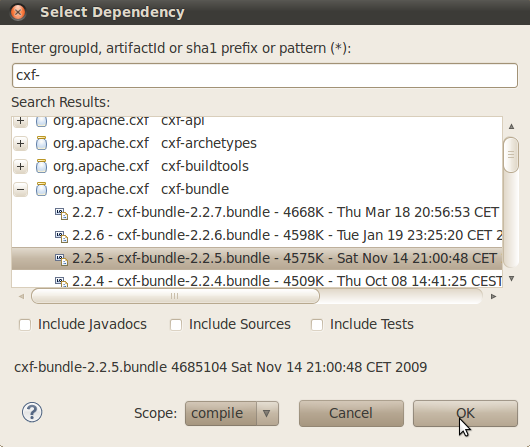 Select Dependency
Enter groupId, artifactId or sha1 prefix or pattern (*):
cxf-
Search Results:
org.apache.cxf cxf-api
org.apache.cxf cxf-archetypes
org.apache.cxf cxf-buildtools
org.apache.cxf cxf-bundle
2.2.7 - cxf-bundle-2.2.7.bundle - 4668K - Thu Mar 18 20:56:53 CET
2.2.6 - cxf-bundle-2.2.6.bundle - 4598K - Tue Jan 19 23:25:20 CET 2
2.2.5 - cxf-bundle-2.2.5.bundle - 4575K - Sat Nov 14 21:00:48 CET
2.2.4 - cxf-bundle-2.2.4.bundle - 4509K - Thu Oct 08 14:41:25 CEST
Include Javadocs Include Sources Include Tests
cxf-bundle-2.2.5.bundle 4685104 Sat Nov 14 21:00:48 CET 2009
? Scope: compile Cancel OK